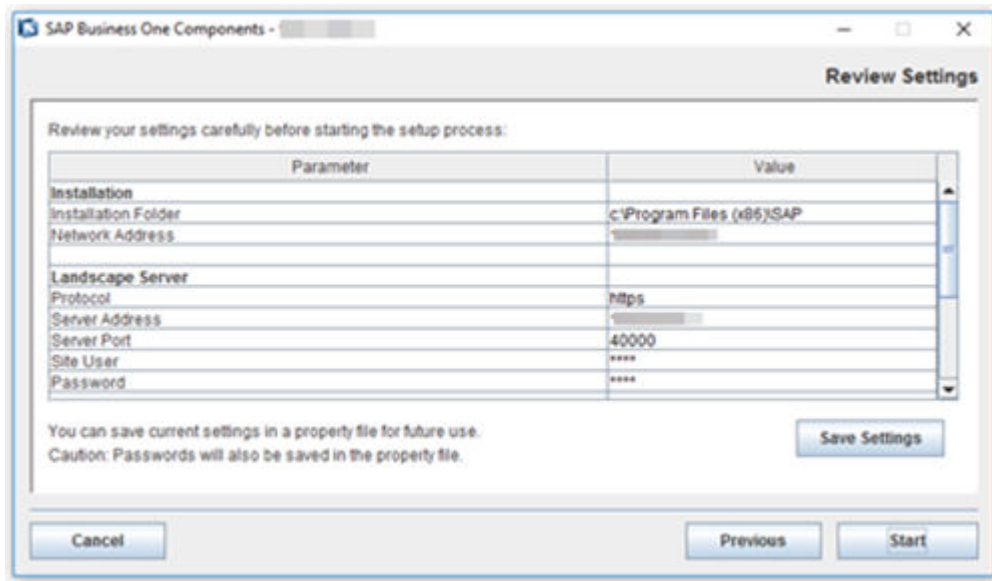 SAP Business One Components -
Review Settings
Review your settings carefully before starting the setup process:
Parameter Value
Installation
Installation Folder c:\Program Files (x86)\SAP
Network Address
Landscape Server
Protocol https
Server Address
Server Port 40000
Site User ****
Password ****
You can save current settings in a property file for future use.
Caution: Passwords will also be saved in the property file.
Save Settings
Cancel Previous Start